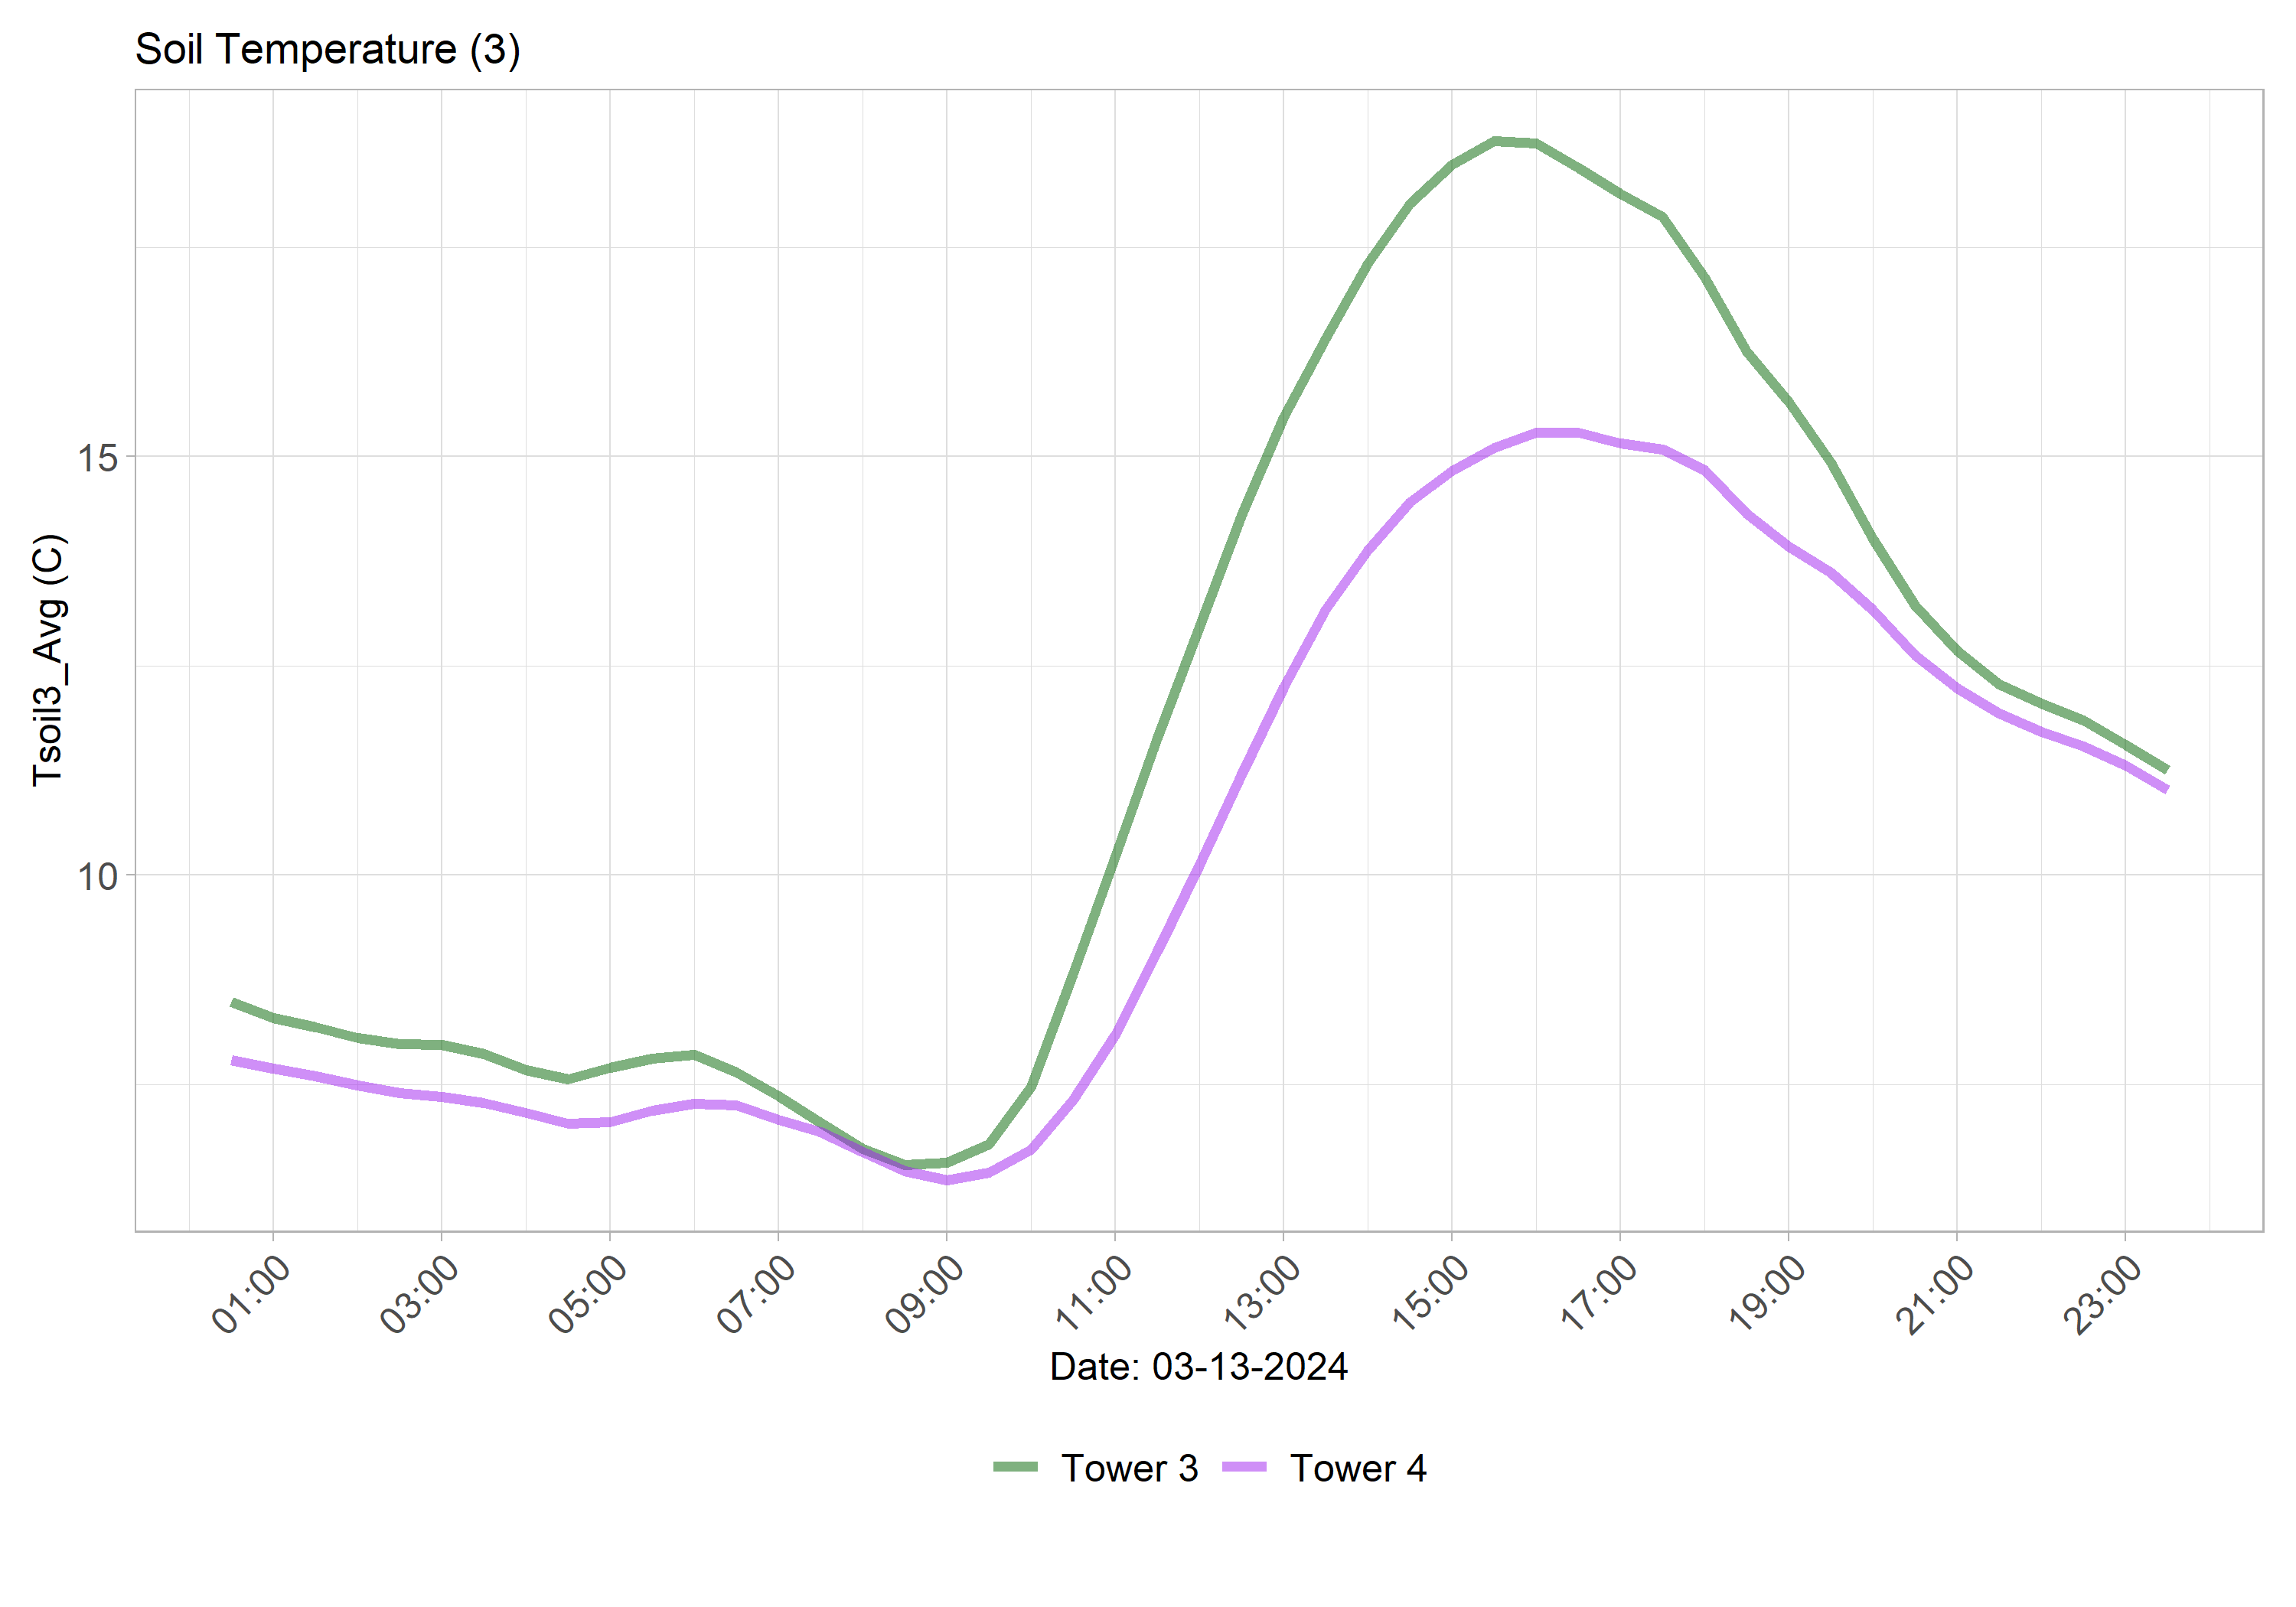 Soil Temperature (3)
Tsoil3_Avg (C)
15
10
01:00 03:00 05:00 07:00 09:00 11:00 13:00 15:00 17:00 19:00 21:00 23:00
Date: 03-13-2024
Tower 3 Tower 4